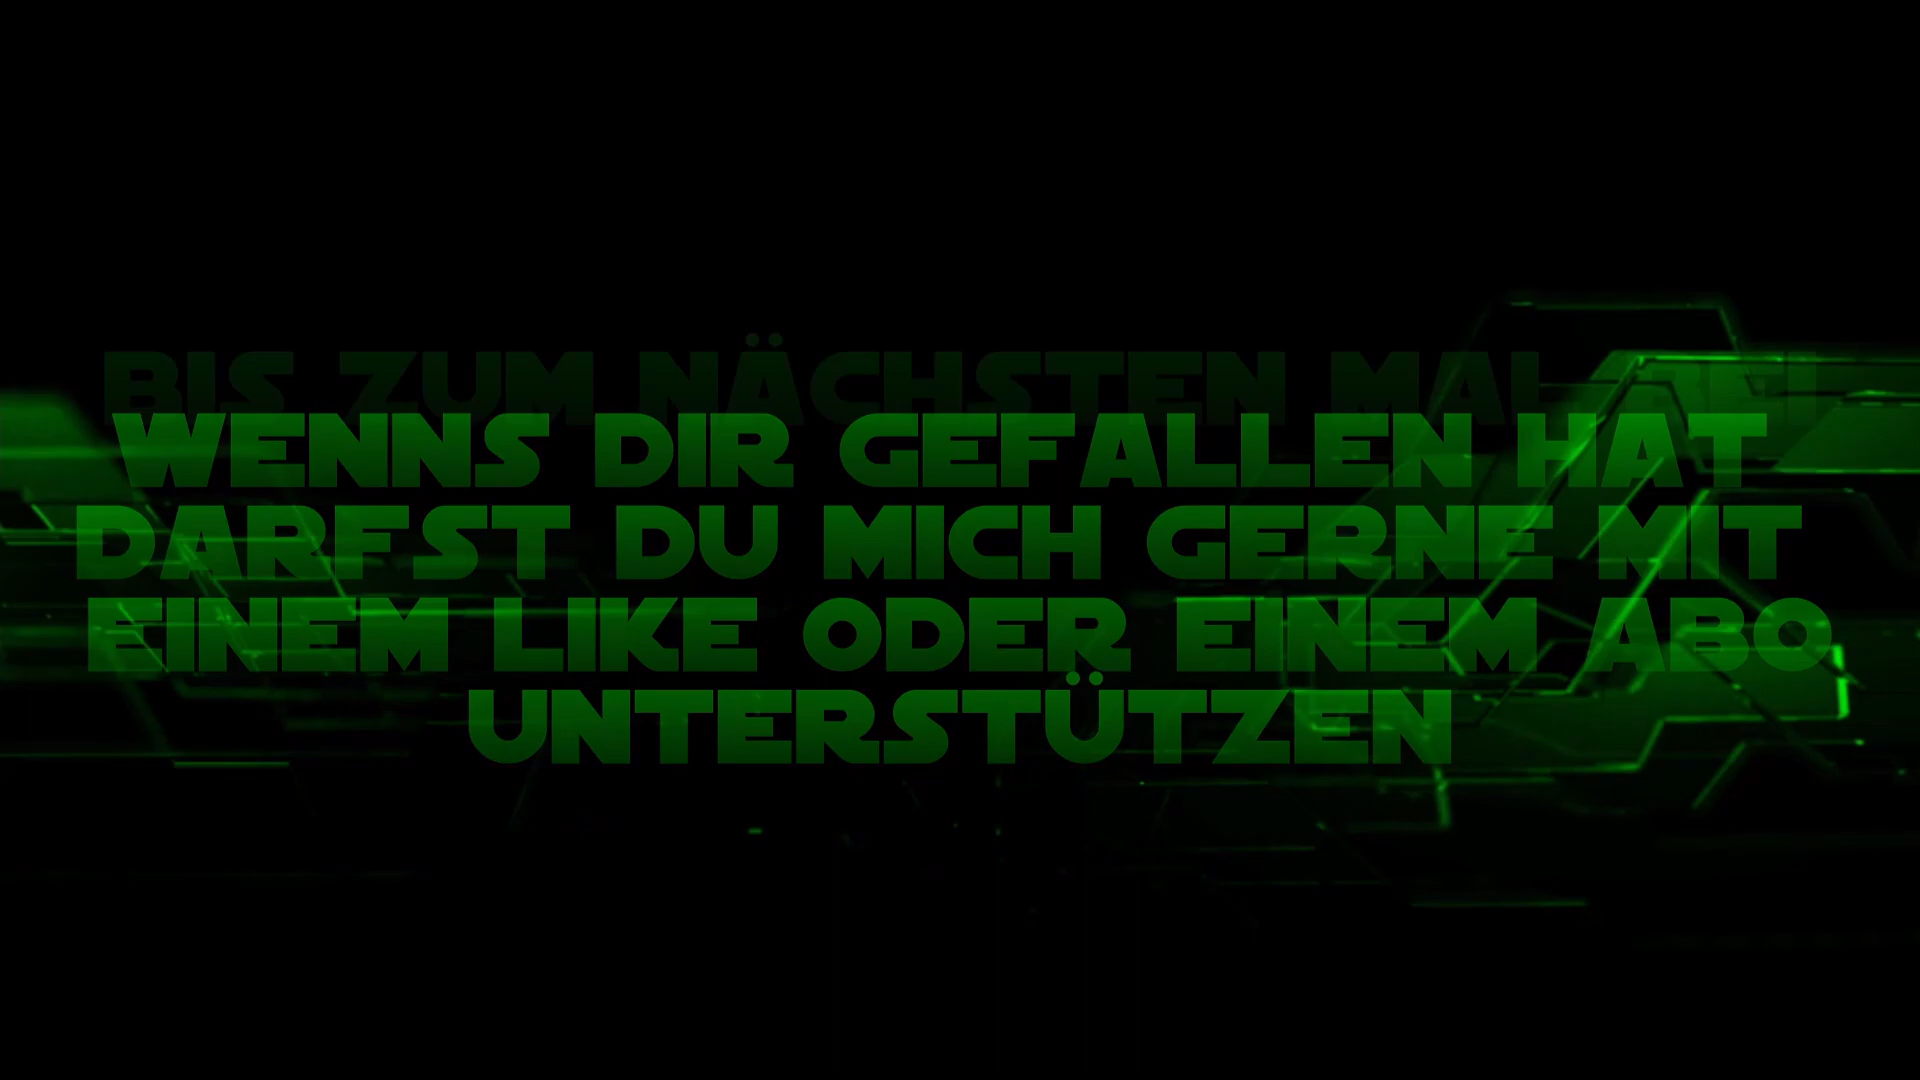 BIS ZUM NÄCHSTEN MAL BEI
WENNS DIR GEFALLEN HAT
DARFST DU MICH GERNE MIT
EINEM LIKE ODER EINEM ABO
UNTERSTÜTZEN